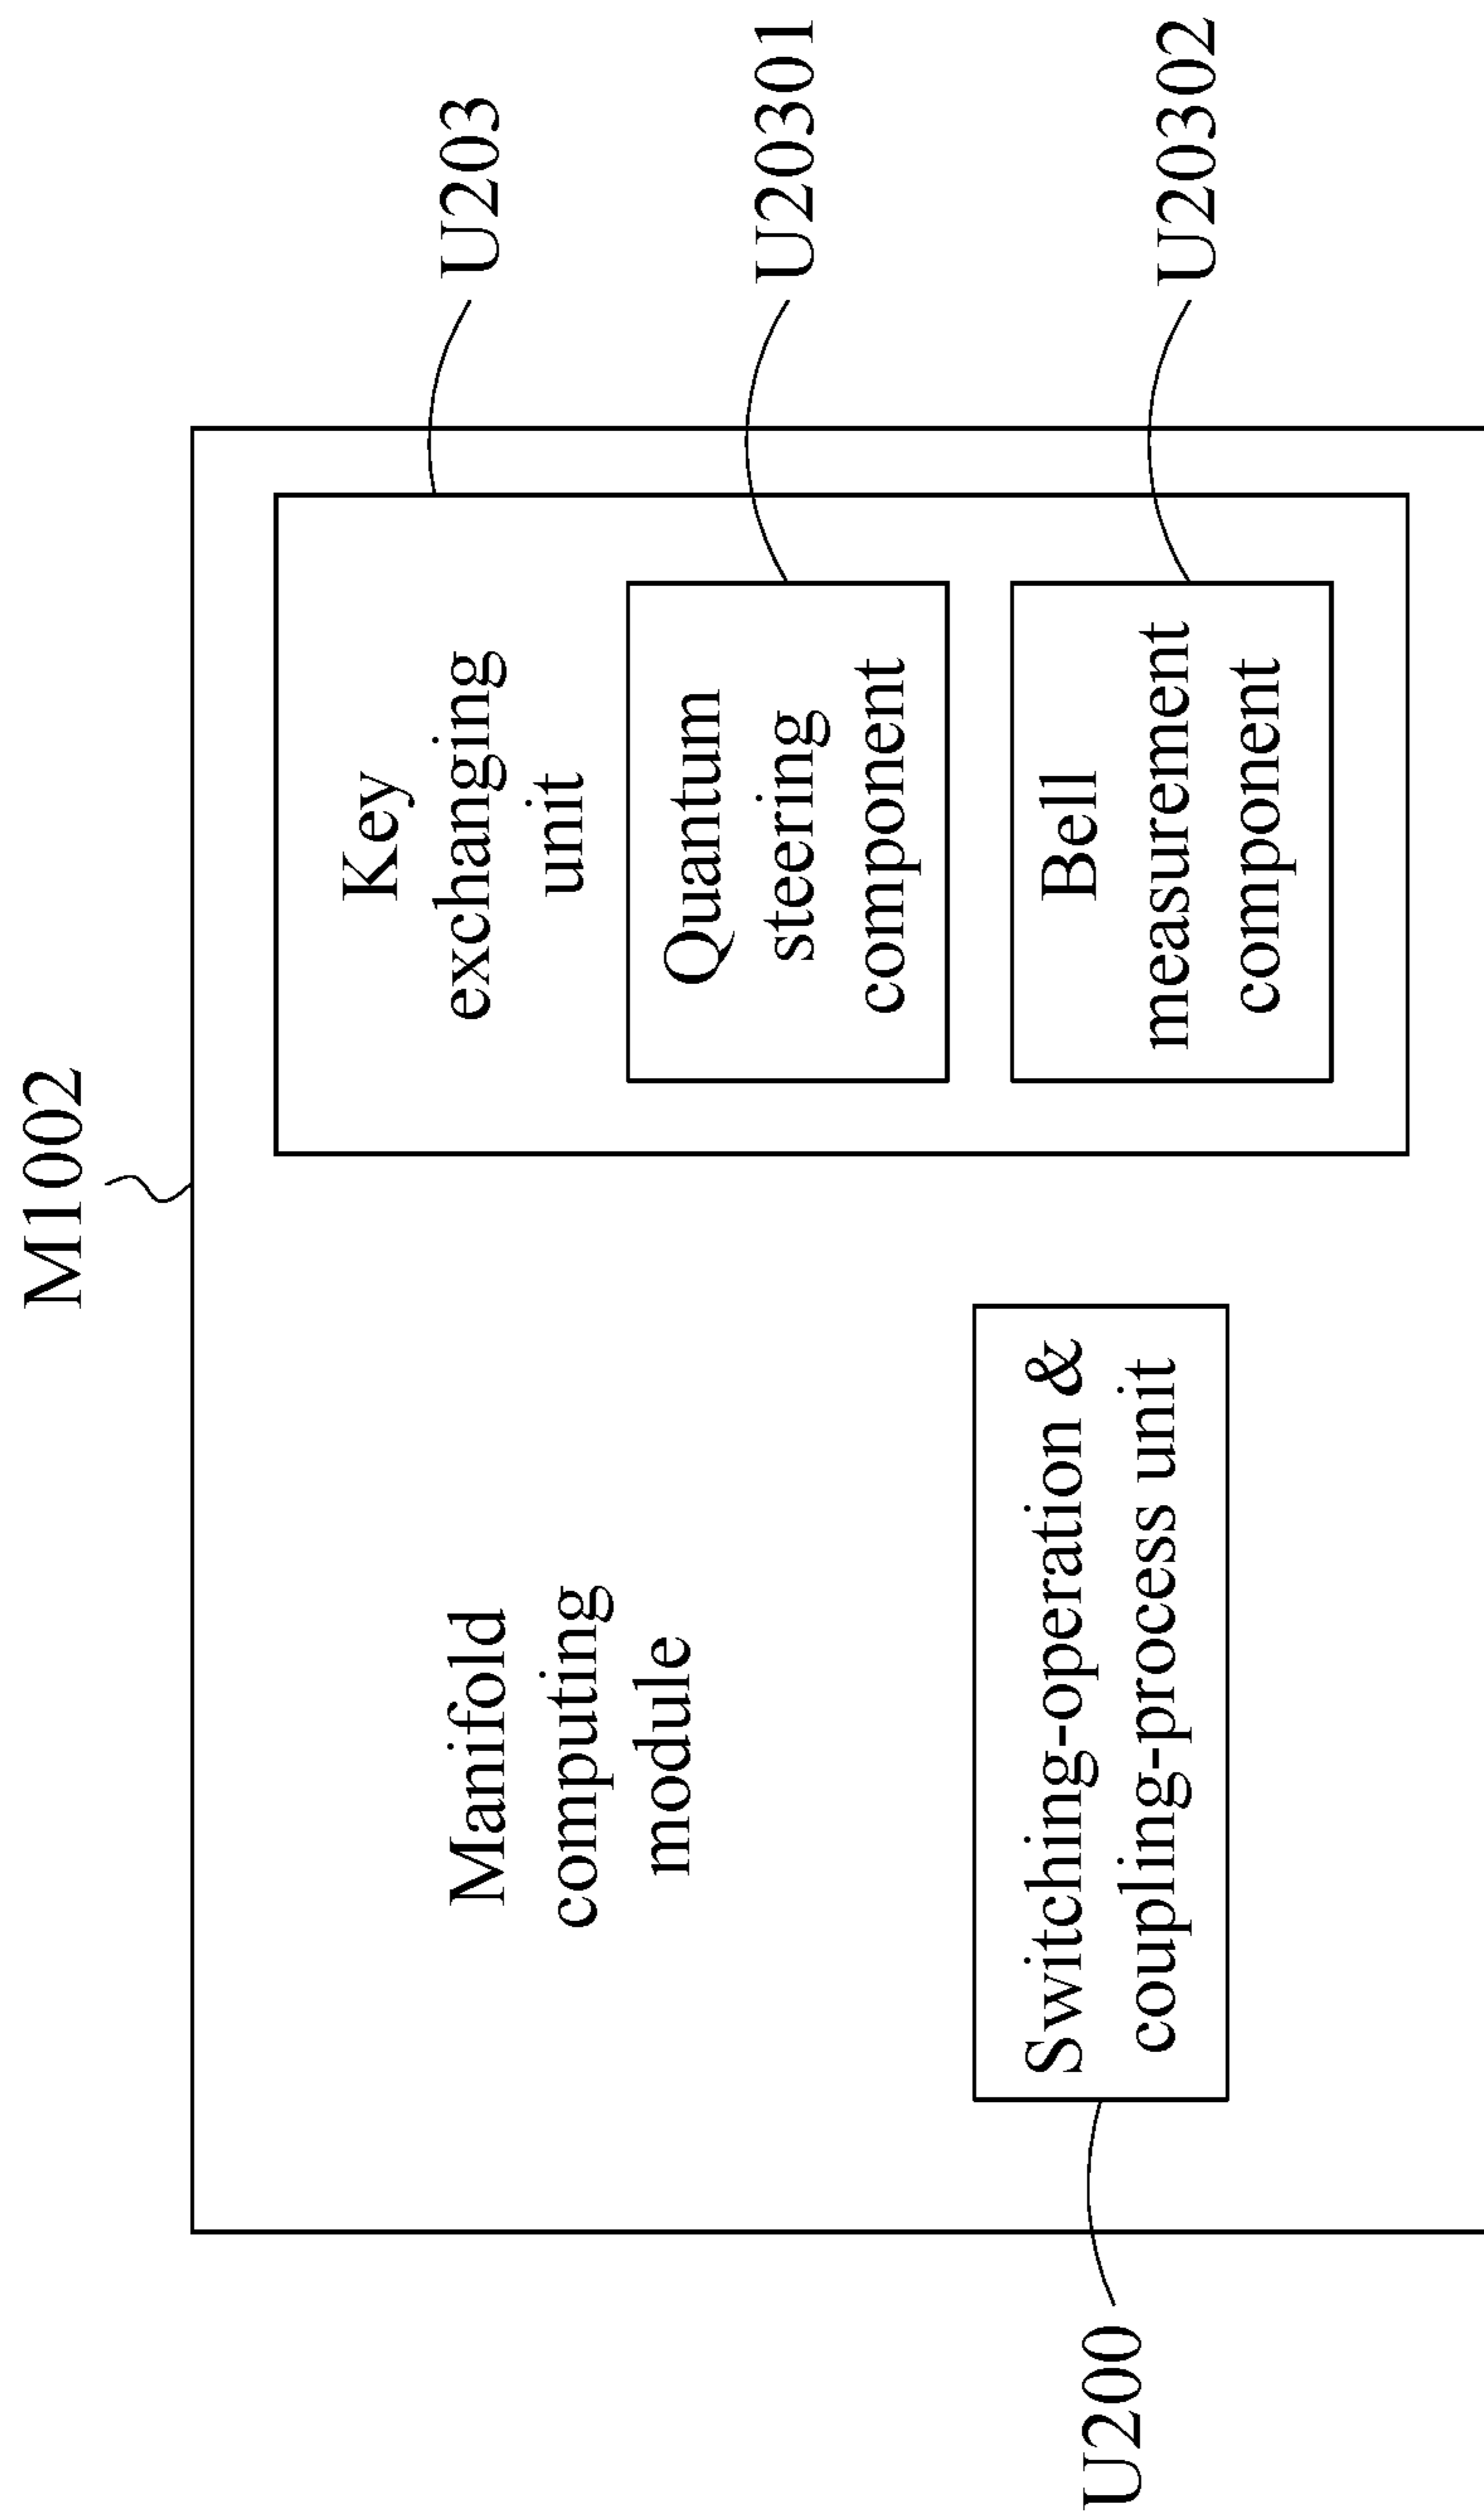 M1002
Manifold
computing
module
Key
exchanging
unit
U203
Quantum
steering
component
U20301
Switching-operation &
coupling-process unit
U200
Bell
measurement
component
U20302